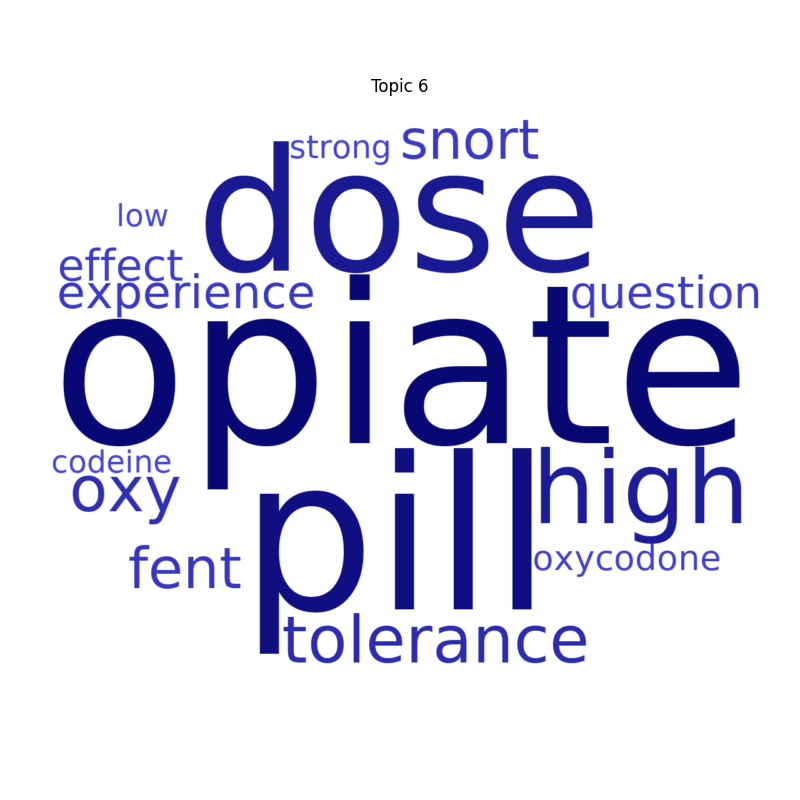 Topic 6
strong snort
dose
low
effect
experience question
opiate
codeine high
oxy
pill
fent oxycodone
tolerance